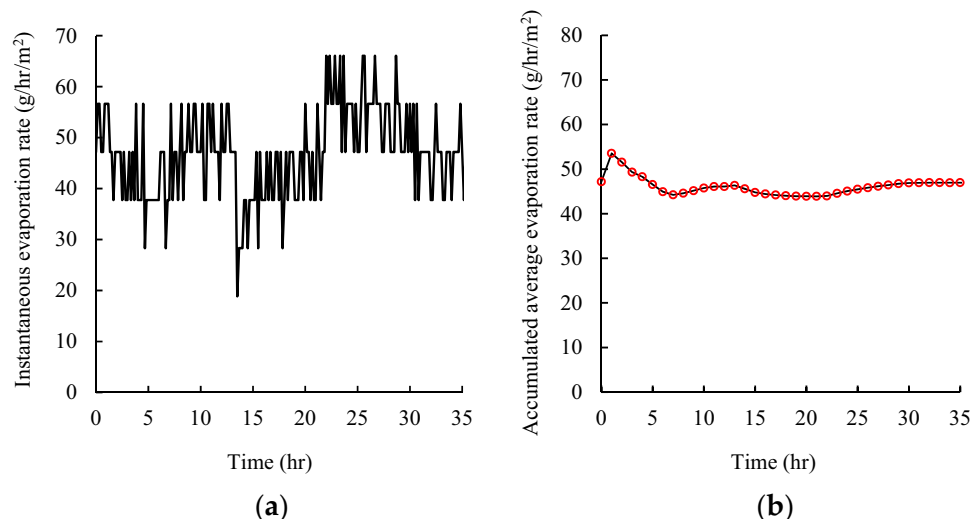 Instantaneous evaporation rate (g/hr/m²)
70
60
50
40
30
20
10
0
0 5 10 15 20 25 30 35
Time (hr)
(a)
Accumulated average evaporation rate (g/hr/m²)
80
70
60
50
40
30
20
10
0
0 5 10 15 20 25 30 35
Time (hr)
(b)